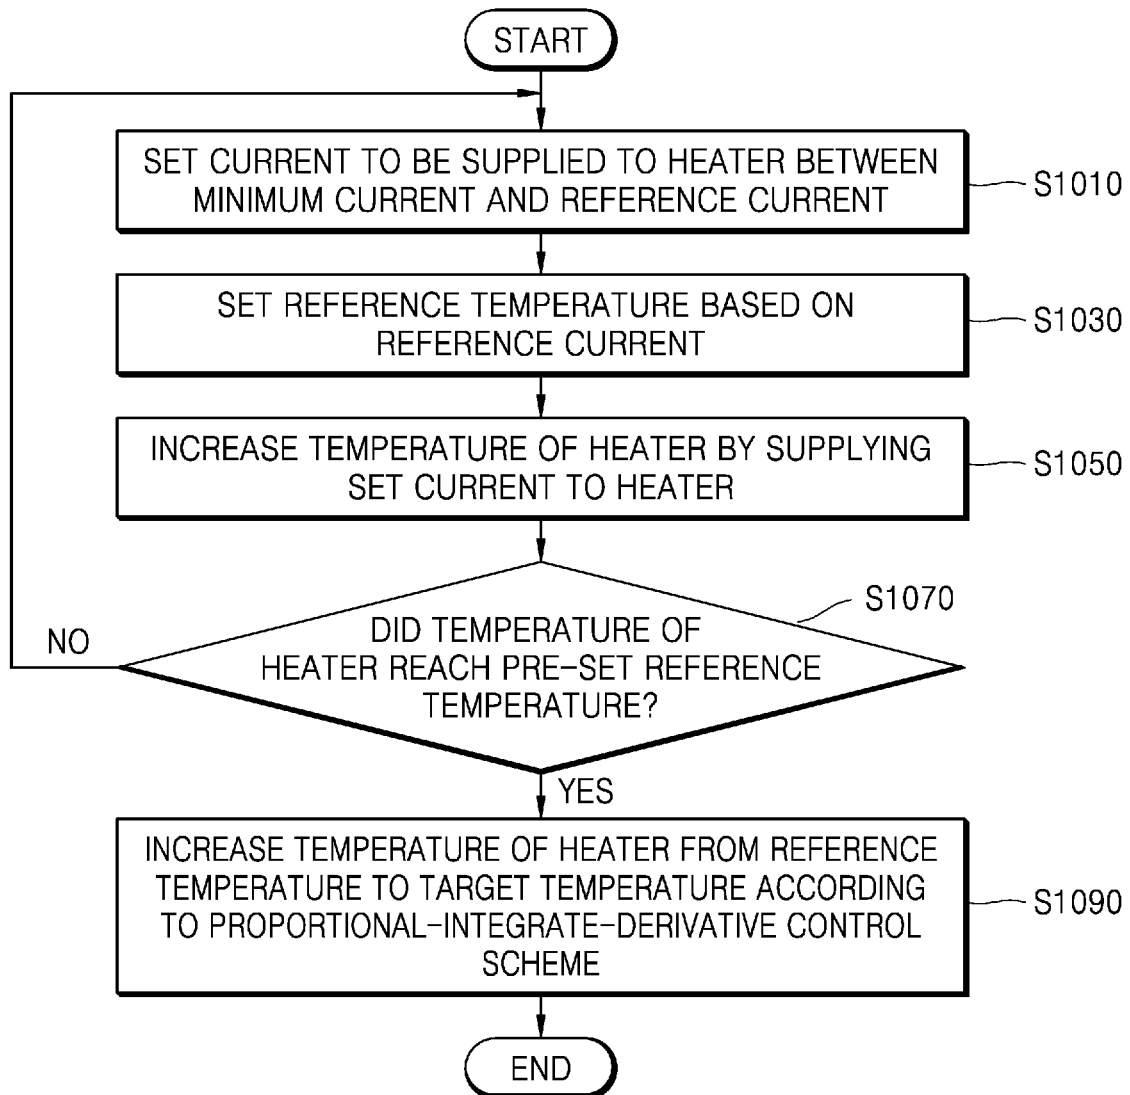 START
SET CURRENT TO BE SUPPLIED TO HEATER BETWEEN
MINIMUM CURRENT AND REFERENCE CURRENT
S1010
SET REFERENCE TEMPERATURE BASED ON
REFERENCE CURRENT
S1030
INCREASE TEMPERATURE OF HEATER BY SUPPLYING
SET CURRENT TO HEATER
S1050
S1070
DID TEMPERATURE OF
HEATER REACH PRE-SET REFERENCE
TEMPERATURE?
NO
YES
INCREASE TEMPERATURE OF HEATER FROM REFERENCE
TEMPERATURE TO TARGET TEMPERATURE ACCORDING
TO PROPORTIONAL-INTEGRATE-DERIVATIVE CONTROL
SCHEME
S1090
END